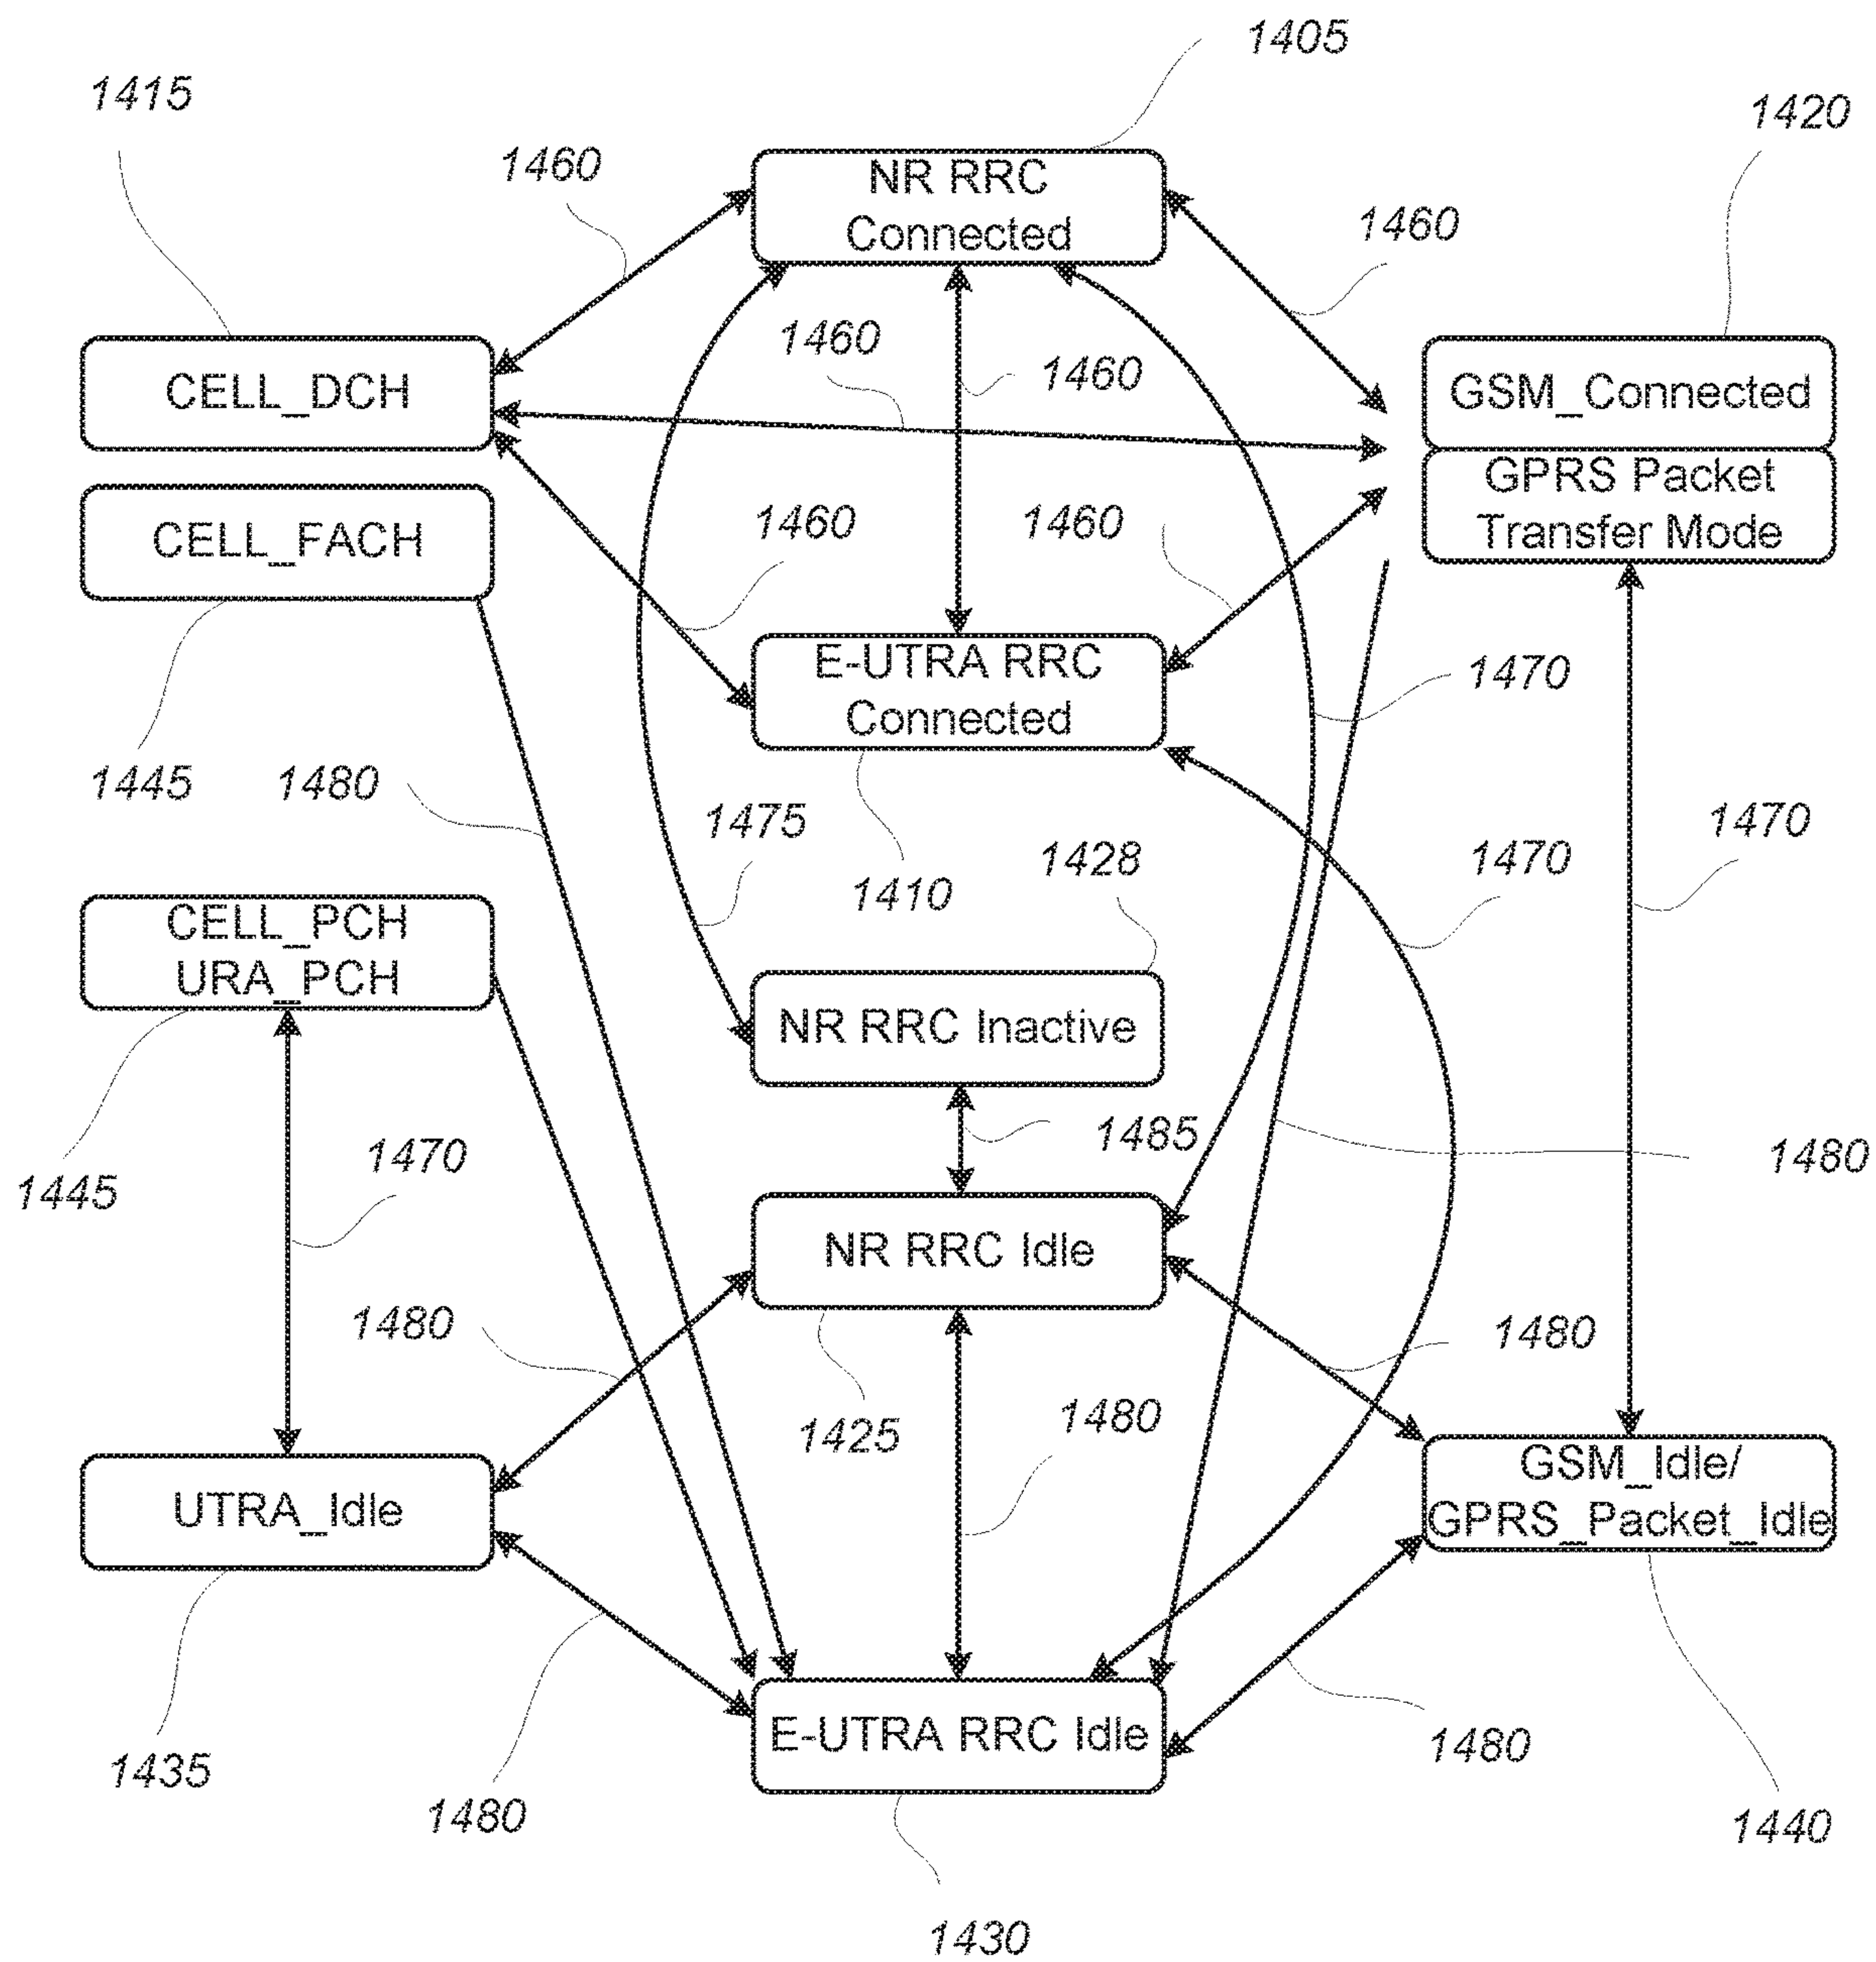 1405
1415
1420
1460
NR RRC
Connected
1460
1460
1460
CELL_DCH
GSM_Connected
GPRS Packet
Transfer Mode
CELL_FACH
1460
1460
E-UTRA RRC
Connected
1470
1445
1480
1475
1410
1428
1470
1470
CELL_PCH
URA_PCH
NR RRC Inactive
1485
1480
1445
1470
NR RRC Idle
1480
1480
1425
1480
GSM_Idle/
GPRS_Packet_Idle
UTRA_Idle
E-UTRA RRC Idle
1435
1480
1480
1440
1430